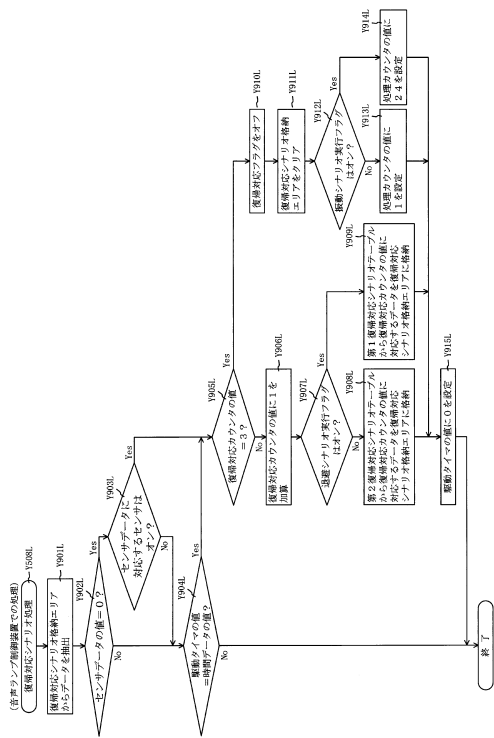 (音声ランプ制御装置での処理)
復帰対応シナリオ処理
Y508L
復帰対応シナリオ格納エリア
からデータを抽出
Y901L
センサデータの値=0?
Y902L
Yes
No
センサデータに
対応するセンサは
オン?
Y903L
Yes
No
駆動タイマの値
=時間データの値?
Y904L
Yes
No
復帰対応カウンタの値
=3?
Y905L
Yes
No
復帰対応カウンタの値に1を
加算
Y906L
退避シナリオ実行フラグ
はオン?
Y907L
Yes
No
第2復帰対応シナリオテーブル
から復帰対応カウンタの値に
対応するデータを復帰対応
シナリオ格納エリアに格納
Y908L
第1復帰対応シナリオテーブル
から復帰対応カウンタの値に
対応するデータを復帰対応
シナリオ格納エリアに格納
Y909L
復帰対応フラグをオフ
Y910L
復帰対応シナリオ格納
エリアをクリア
Y911L
振動シナリオ実行フラグ
はオン?
Y912L
Yes
No
処理カウンタの値に
1を設定
Y913L
処理カウンタの値に
24を設定
Y914L
駆動タイマの値に0を設定
Y915L
終了